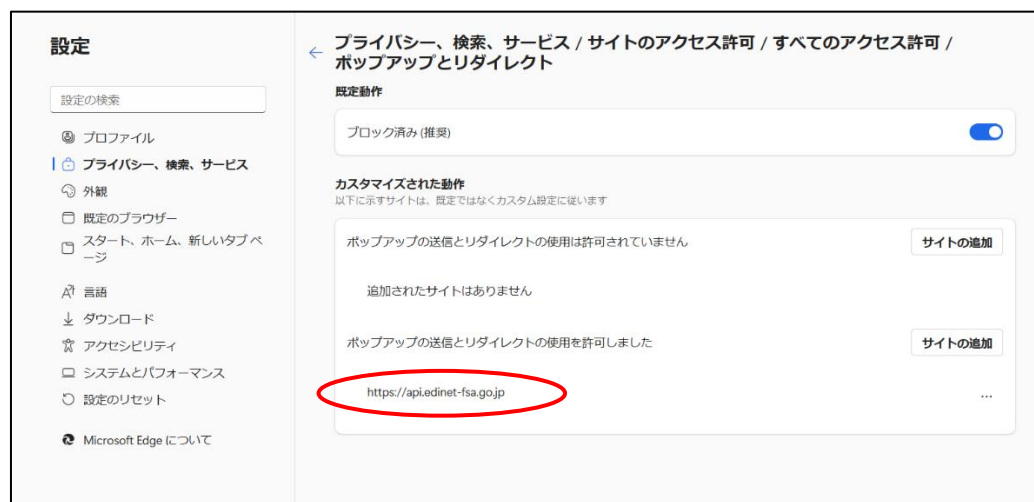 設定
設定の検索
プロファイル
プライバシー、検索、サービス
外観
既定のブラウザー
スタート、ホーム、新しいタブ ペ
ージ
言語
ダウンロード
アクセシビリティ
システムとパフォーマンス
設定のリセット
Microsoft Edge について
プライバシー、検索、サービス / サイトのアクセス許可 / すべてのアクセス許可 /
ポップアップとリダイレクト
既定動作
ブロック済み (推奨)
カスタマイズされた動作
以下に示すサイトは、既定ではなくカスタム設定に従います
ポップアップの送信とリダイレクトの使用は許可されていません
サイトの追加
追加されたサイトはありません
ポップアップの送信とリダイレクトの使用を許可しました
サイトの追加
https://api.edinet-fsa.go.jp